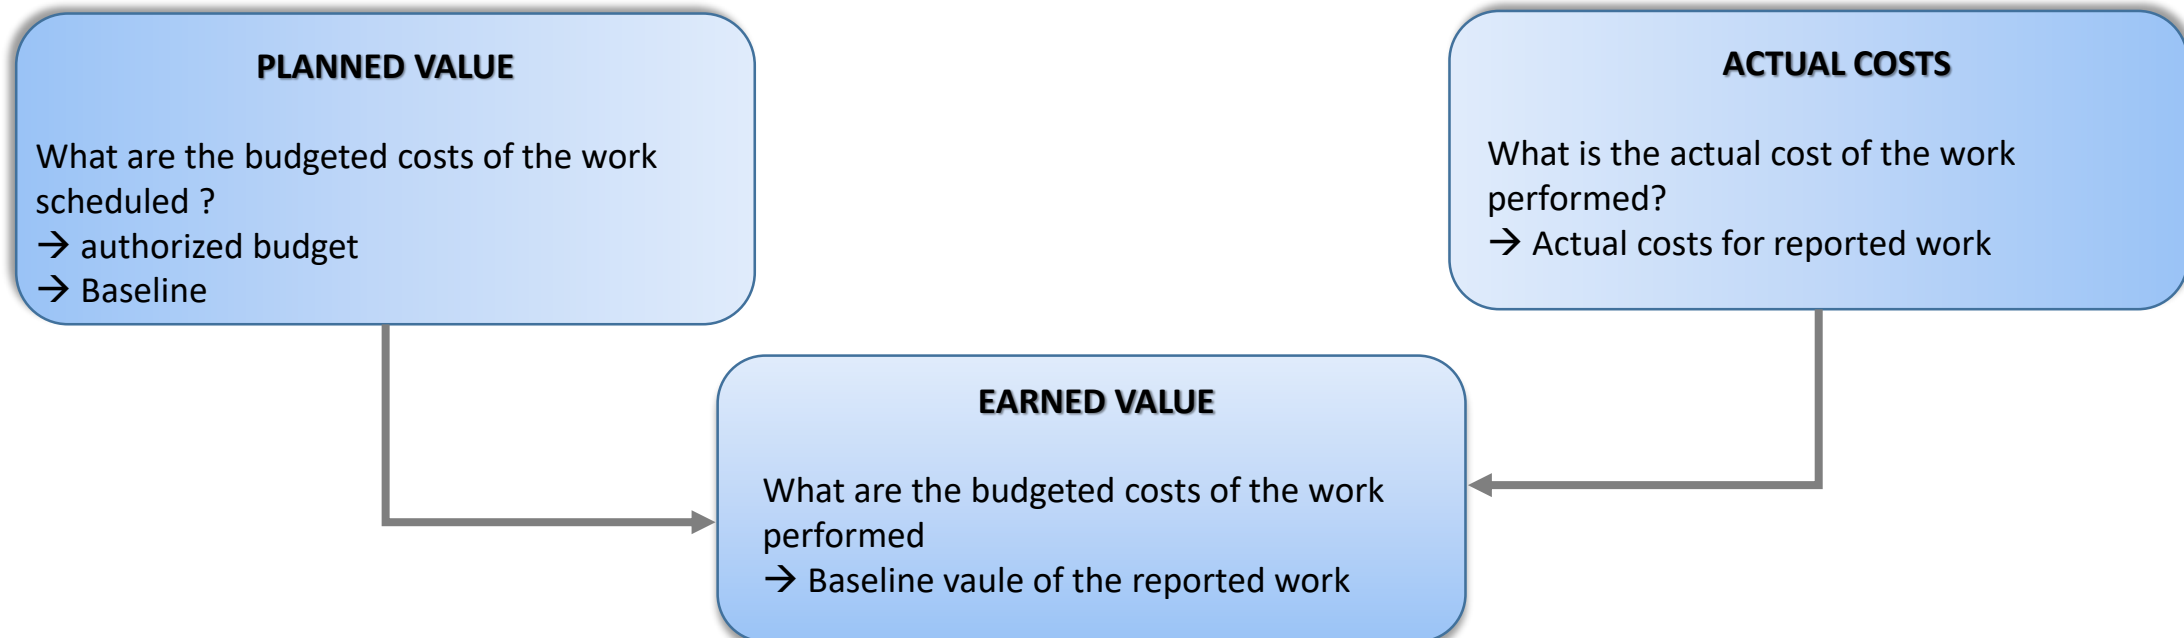 PLANNED VALUE
What are the budgeted costs of the work
scheduled ?
→ authorized budget
→ Baseline
ACTUAL COSTS
What is the actual cost of the work
performed?
→ Actual costs for reported work
EARNED VALUE
What are the budgeted costs of the work
performed
→ Baseline vaule of the reported work